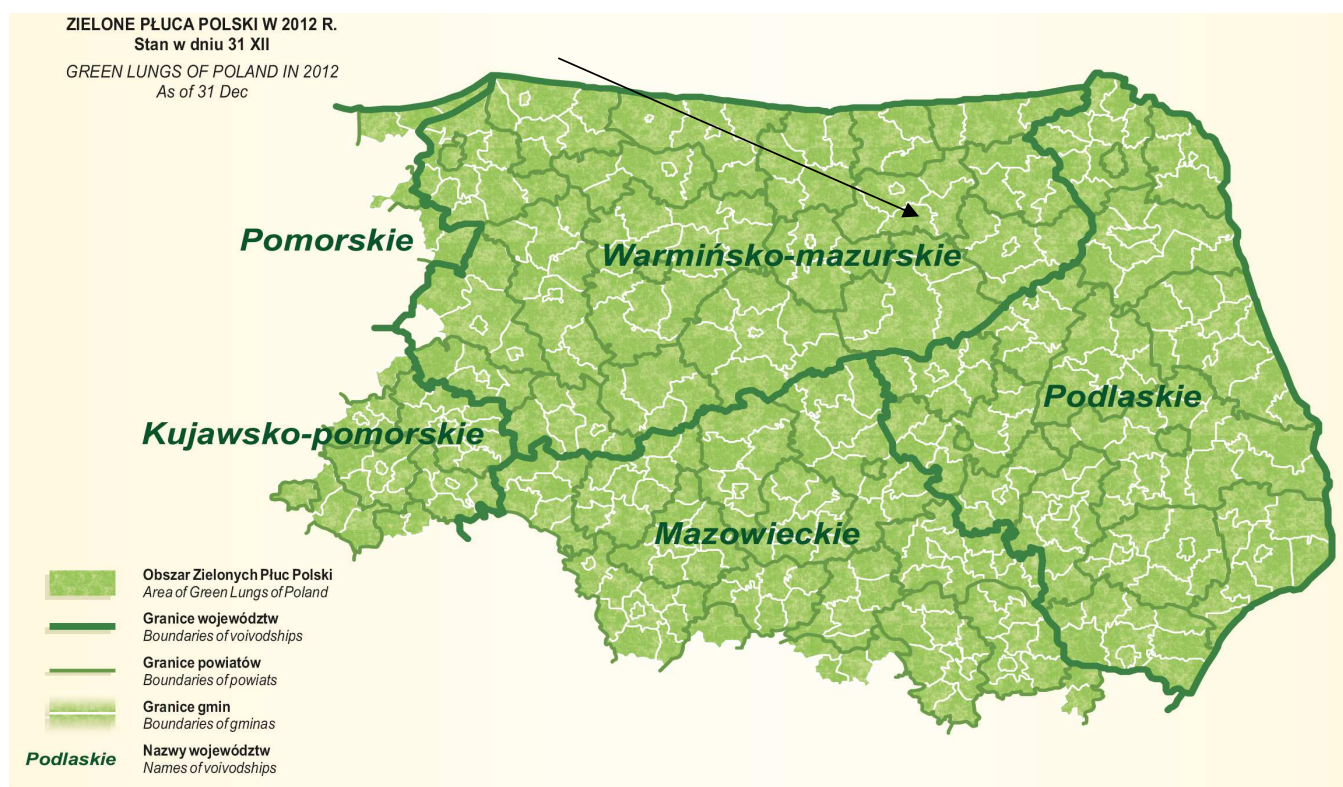 ZIELONE PŁUCA POLSKI W 2012 R.
Stan w dniu 31 XII
GREEN LUNGS OF POLAND IN 2012
As of 31 Dec
Pomorskie
Warmińsko-mazurskie
Podlaskie
Kujawsko-pomorskie
Mazowieckie
Obszar Zielonych Płuc Polski
Area of Green Lungs of Poland
Granice województw
Boundaries of voivodships
Granice powiatów
Boundaries of powiats
Granice gmin
Boundaries of gminas
Podlaskie
Nazwy województw
Names of voivodships